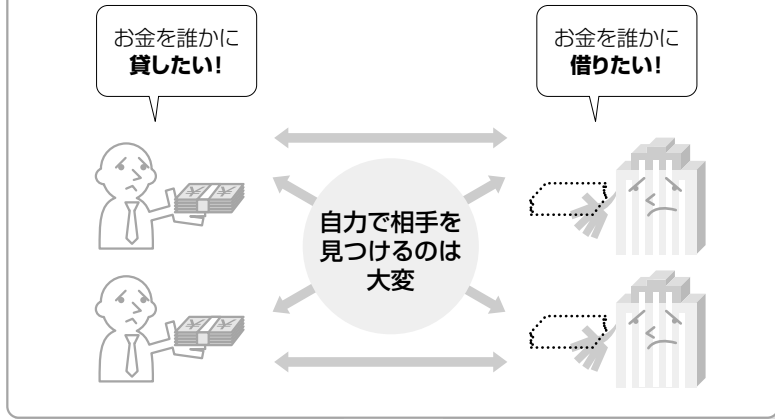 お金を誰かに
貸したい！
お金を誰かに
借りたい！
自力で相手を
見つけるのは
大変